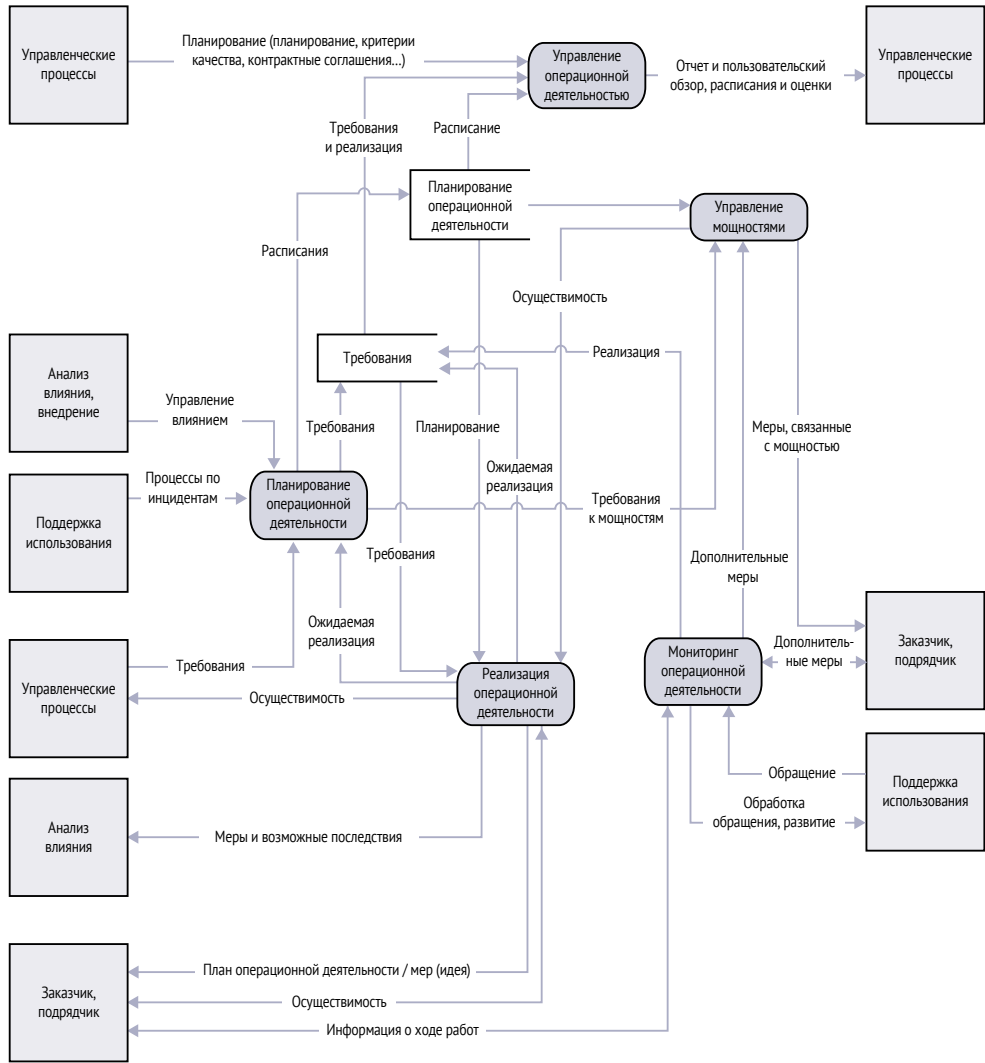 Управленческие
процессы
Планирование (планирование, критерии
качества, контрактные соглашения...)
Управление
операционной
деятельностью
Отчет и пользовательский
обзор, расписания и оценки
Управленческие
процессы
Требования
и реализация
Расписание
Планирование
операционной
деятельности
Управление
мощностями
Расписания
Осуществимость
Требования
Реализация
Анализ
влияния,
внедрение
Управление
влиянием
Требования
Планирование
Меры, связанные
с мощностью
Ожидаемая
реализация
Процессы по
инцидентам
Планирование
операционной
деятельности
Требования
к мощностям
Поддержка
использования
Требования
Дополнительные
меры
Ожидаемая
реализация
Заказчик,
подрядчик
Дополнитель-
ные меры
Мониторинг
операционной
деятельности
Управленческие
процессы
Требования
Осуществимость
Реализация
операционной
деятельности
Обращение
Поддержка
использования
Обработка
обращения, развитие
Анализ
влияния
Меры и возможные последствия
Заказчик,
подрядчик
План операционной деятельности / мер (идея)
Осуществимость
Информация о ходе работ